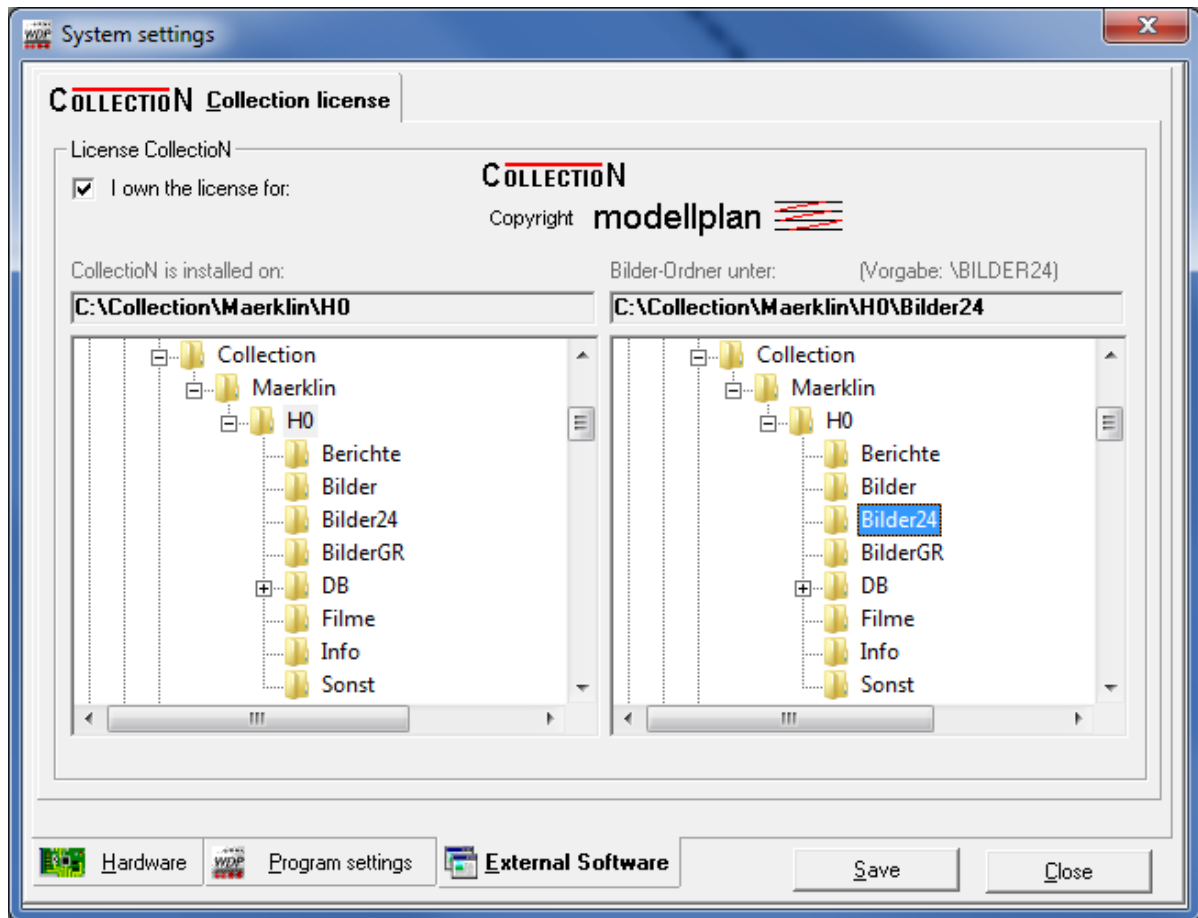 System settings
COLLECTION Collection license
License CollectioN
I own the license for:
COLLECTION
Copyright modellplan
CollectioN is installed on:
C:\Collection\Maerklin\H0
Collection
Maerklin
H0
Berichte
Bilder
Bilder24
BilderGR
DB
Filme
Info
Sonst
Bilder-Ordner unter: (Vorgabe: \BILDER24)
C:\Collection\Maerklin\H0\Bilder24
Collection
Maerklin
H0
Berichte
Bilder
Bilder24
BilderGR
DB
Filme
Info
Sonst
Hardware
WDP Program settings
External Software
Save
Close